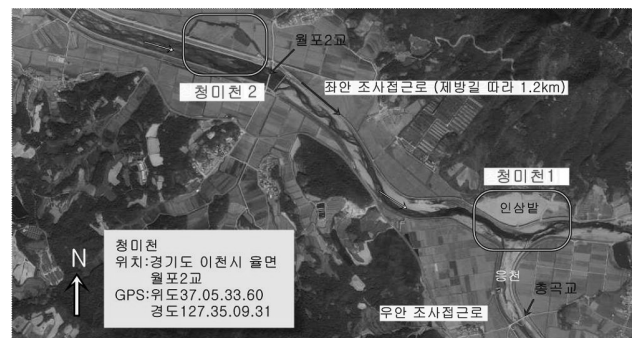 월포2교
청미천 2
좌안 조사접근로 (제방길 따라 1.2km)
청미천1
인삼밭
청미천
위치:경기도 이천시 율면
월포2교
GPS:위도37.05.33.60
경도127.35.09.31
N
웅천
총곡교
우안 조사접근로